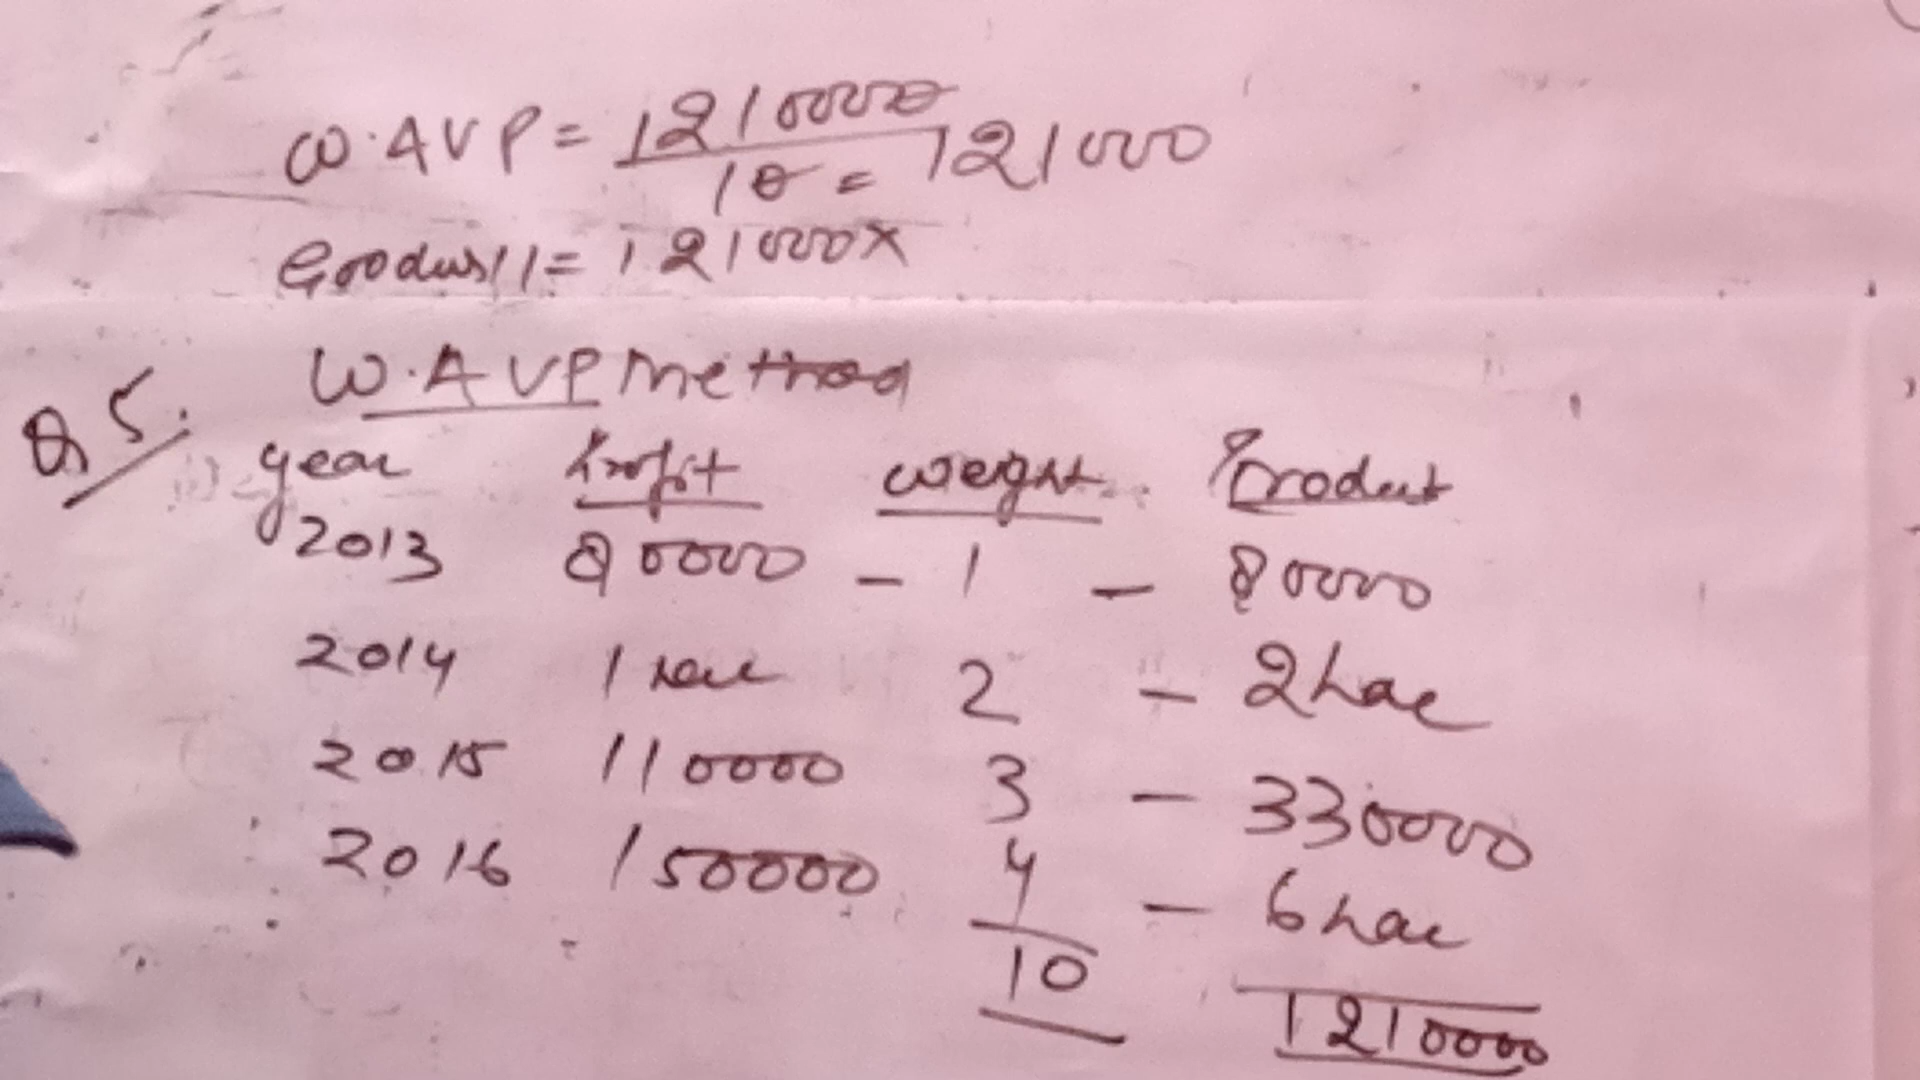 W.AVP = 1210000 / 10 = 121000
Goodwill = 121000 X
Q5. W.AVP Method
year Profit weight Product
2013 80000 - 1 - 80000
2014 1 Lac 2 - 2 Lac
2015 110000 3 - 330000
2016 150000 4 - 6 Lac
10 1210000